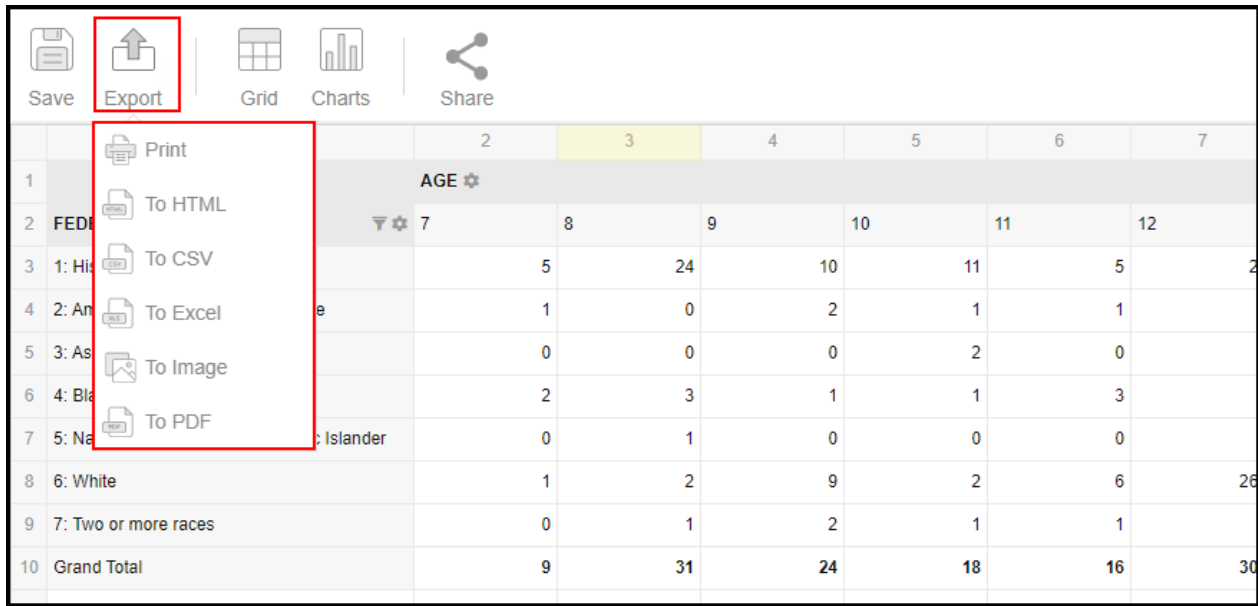 Save Export Grid Charts Share
Print
To HTML
To CSV
To Excel
To Image
To PDF
2 3 4 5 6 7
1 AGE
2 FEDE 7 8 9 10 11 12
3 1: His 5 24 10 11 5 2
4 2: Am e 1 0 2 1 1
5 3: As 0 0 0 2 0
6 4: Bla 2 3 1 1 3
7 5: Na c Islander 0 1 0 0 0
8 6: White 1 2 9 2 6 26
9 7: Two or more races 0 1 2 1 1
10 Grand Total 9 31 24 18 16 30